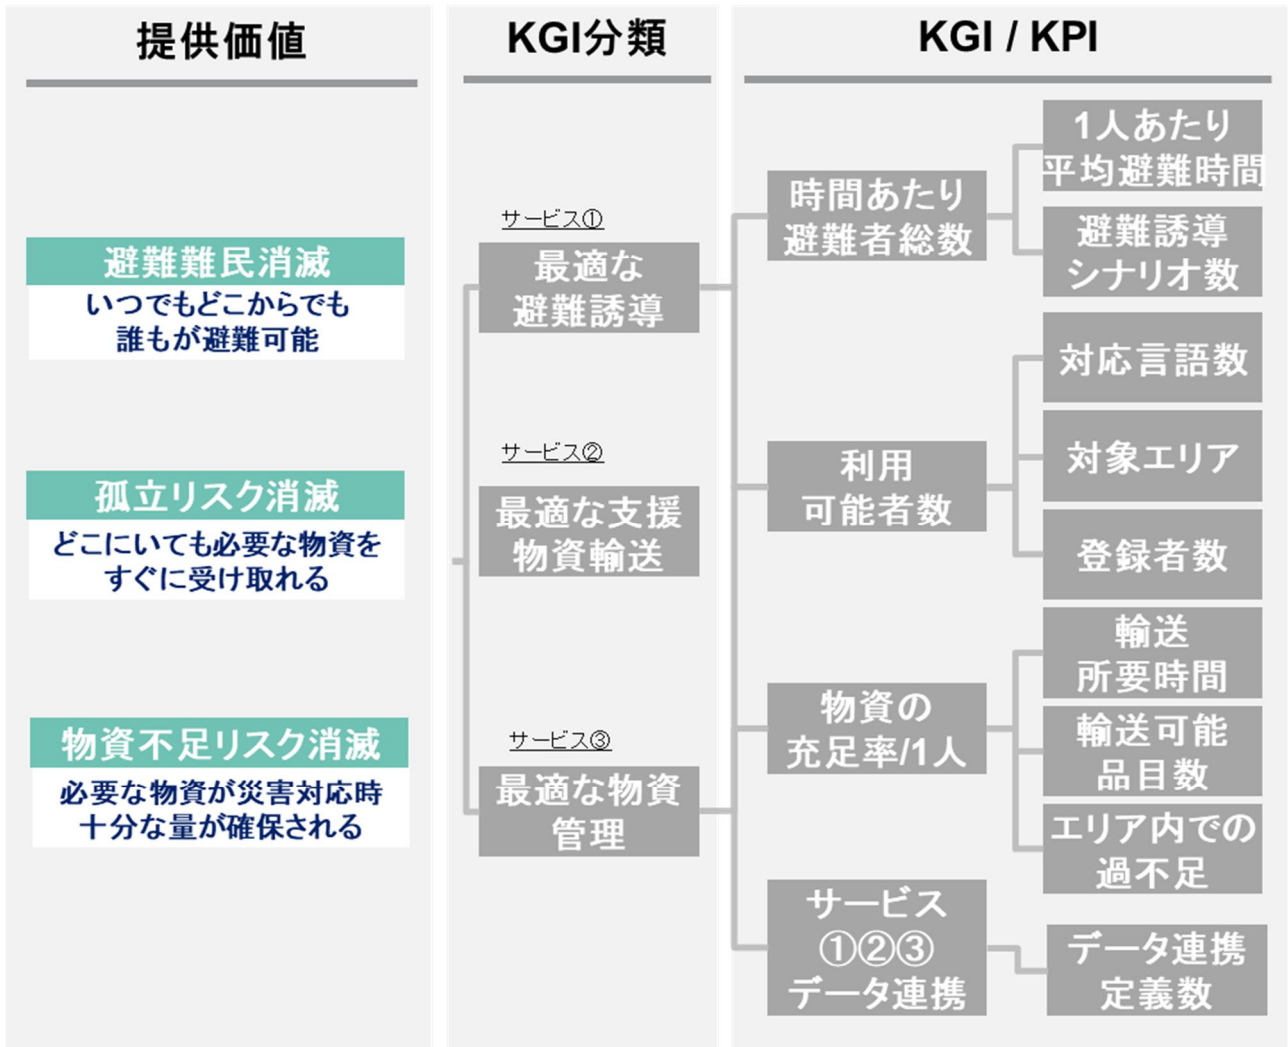 提供価値
避難難民消滅
いつでもどこからでも
誰もが避難可能
孤立リスク消滅
どこにいても必要な物資を
すぐに受け取れる
物資不足リスク消滅
必要な物資が災害対応時
十分な量が確保される
KGI分類
サービス①
最適な
避難誘導
サービス②
最適な支援
物資輸送
サービス③
最適な物資
管理
KGI / KPI
時間あたり
避難者総数
1人あたり
平均避難時間
避難誘導
シナリオ数
利用
可能者数
対応言語数
対象エリア
登録者数
物資の
充足率/1人
輸送
所要時間
輸送可能
品目数
エリア内での
過不足
サービス
①②③
データ連携
データ連携
定義数